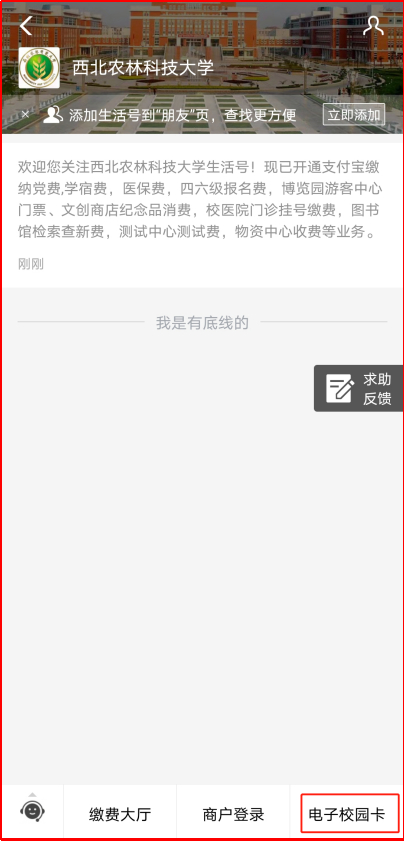 西北农林科技大学
× 添加生活号到“朋友”页，查找更方便 立即添加
欢迎您关注西北农林科技大学生活号！现已开通支付宝缴
纳党费,学宿费，医保费，四六级报名费，博览园游客中心
门票、文创商店纪念品消费，校医院门诊挂号缴费，图书
馆检索查新费，测试中心测试费，物资中心收费等业务。
刚刚
我是有底线的
求助
反馈
缴费大厅 商户登录 电子校园卡